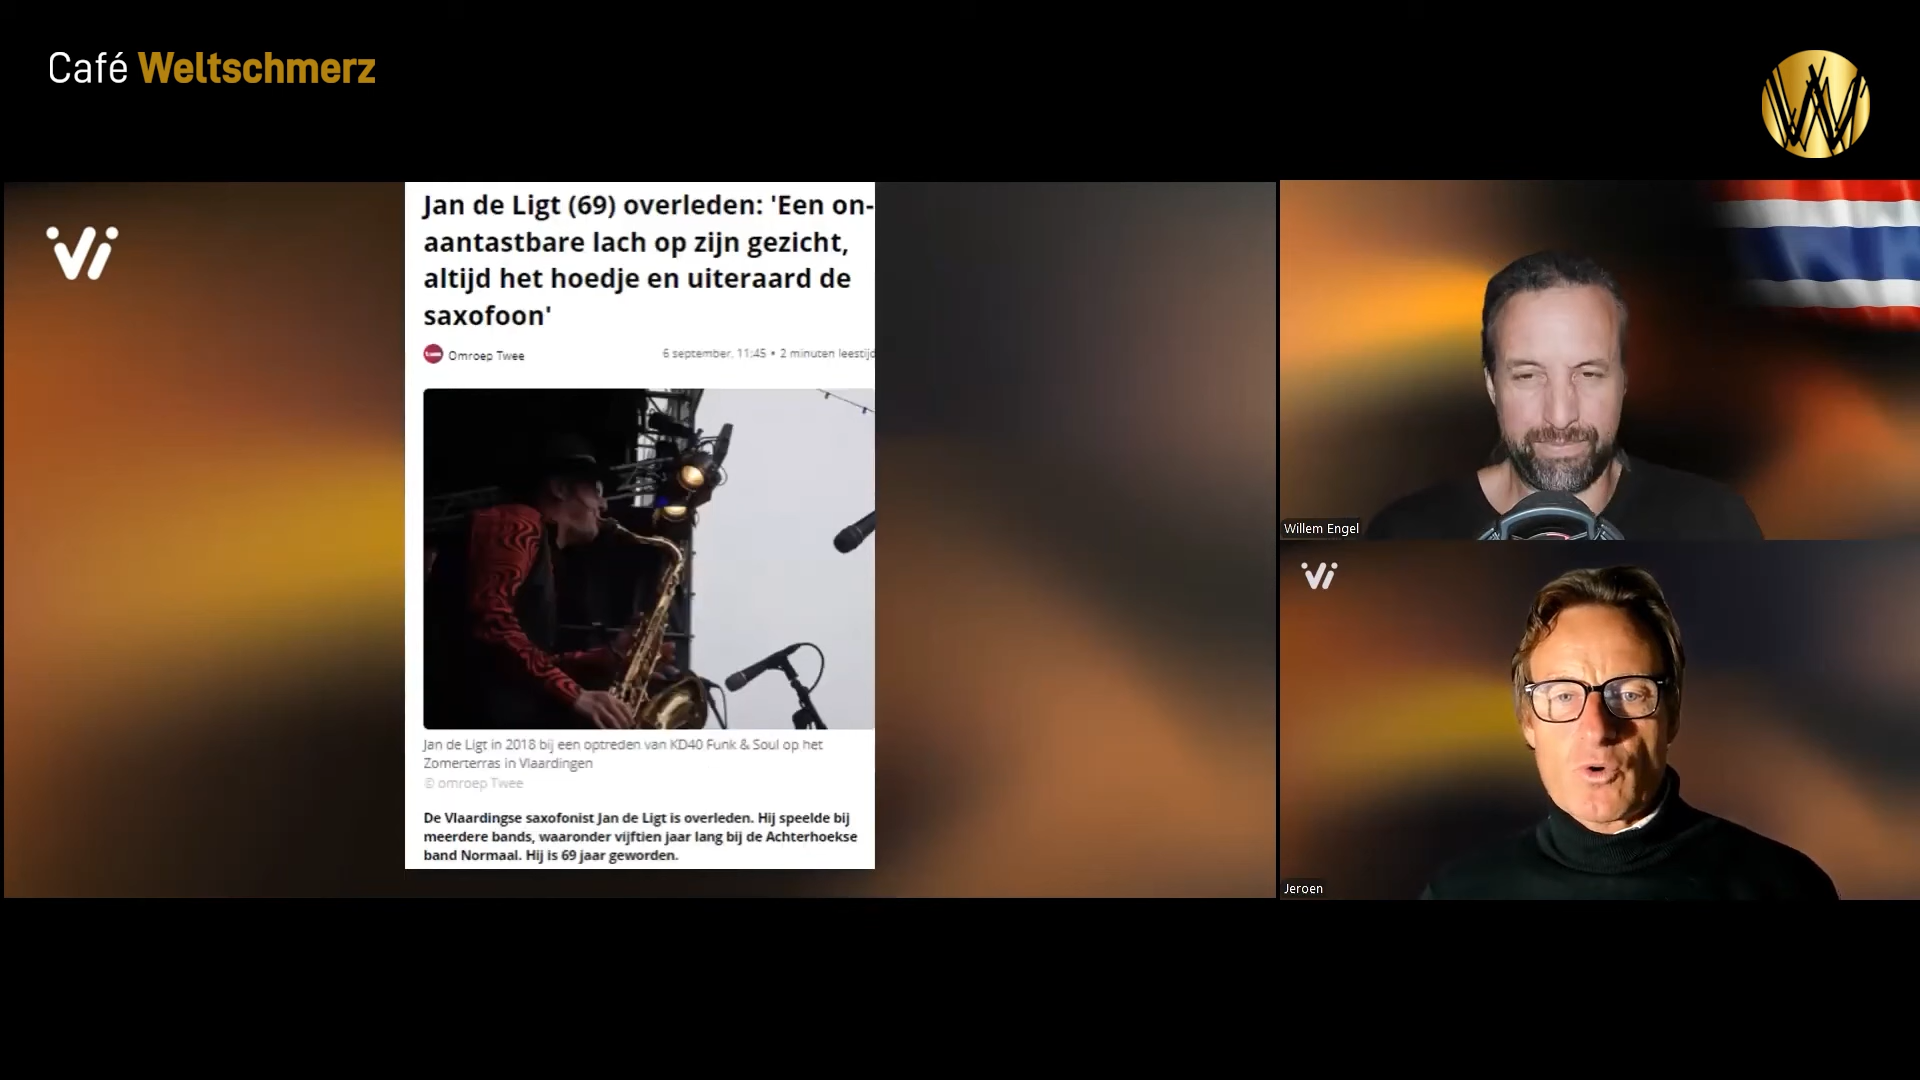 Café Weltschmerz
Jan de Ligt (69) overleden: 'Een on-
aantastbare lach op zijn gezicht,
altijd het hoedje en uiteraard de
saxofoon'
Omroep Twee
6 september, 11:45 • 2 minuten leestijd
Jan de Ligt in 2018 bij een optreden van KD40 Funk & Soul op het
Zomerterras in Vlaardingen
© omroep Twee
De Vlaardingse saxofonist Jan de Ligt is overleden. Hij speelde bij
meerdere bands, waaronder vijftien jaar lang bij de Achterhoekse
band Normaal. Hij is 69 jaar geworden.
Willem Engel
Jeroen